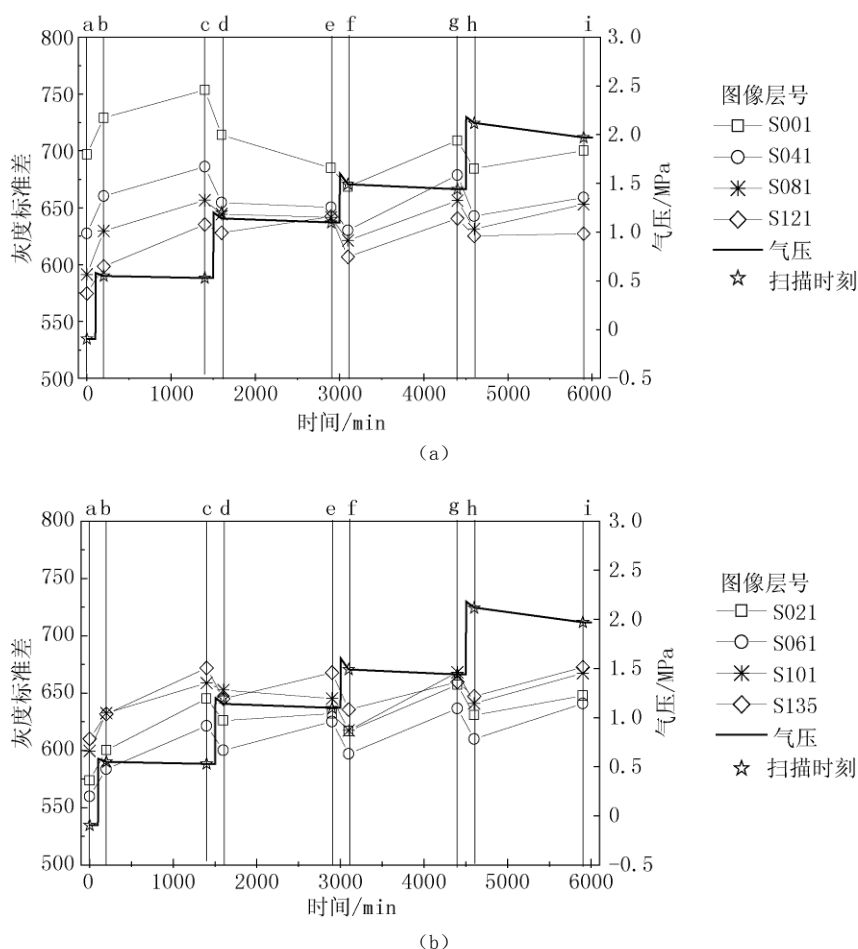 a b c d e f g h i
800
750
700
650
600
550
500
灰度标准差
3.0
2.5
2.0
1.5
1.0
0.5
0
-0.5
气压/MPa
0 1000 2000 3000 4000 5000 6000
时间/min
图像层号
S001
S041
S081
S121
气压
扫描时刻
(a)
a b c d e f g h i
800
750
700
650
600
550
500
灰度标准差
3.0
2.5
2.0
1.5
1.0
0.5
0
-0.5
气压/MPa
0 1000 2000 3000 4000 5000 6000
时间/min
图像层号
S021
S061
S101
S135
气压
扫描时刻
(b)